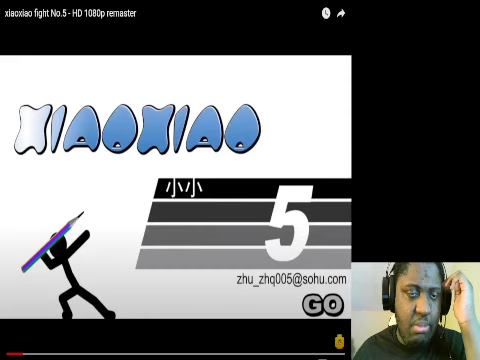 xiaoxiao fight No.5 - HD 1080p remaster
XIAOXIAO
小小
5
zhu_zhq005@sohu.com
GO